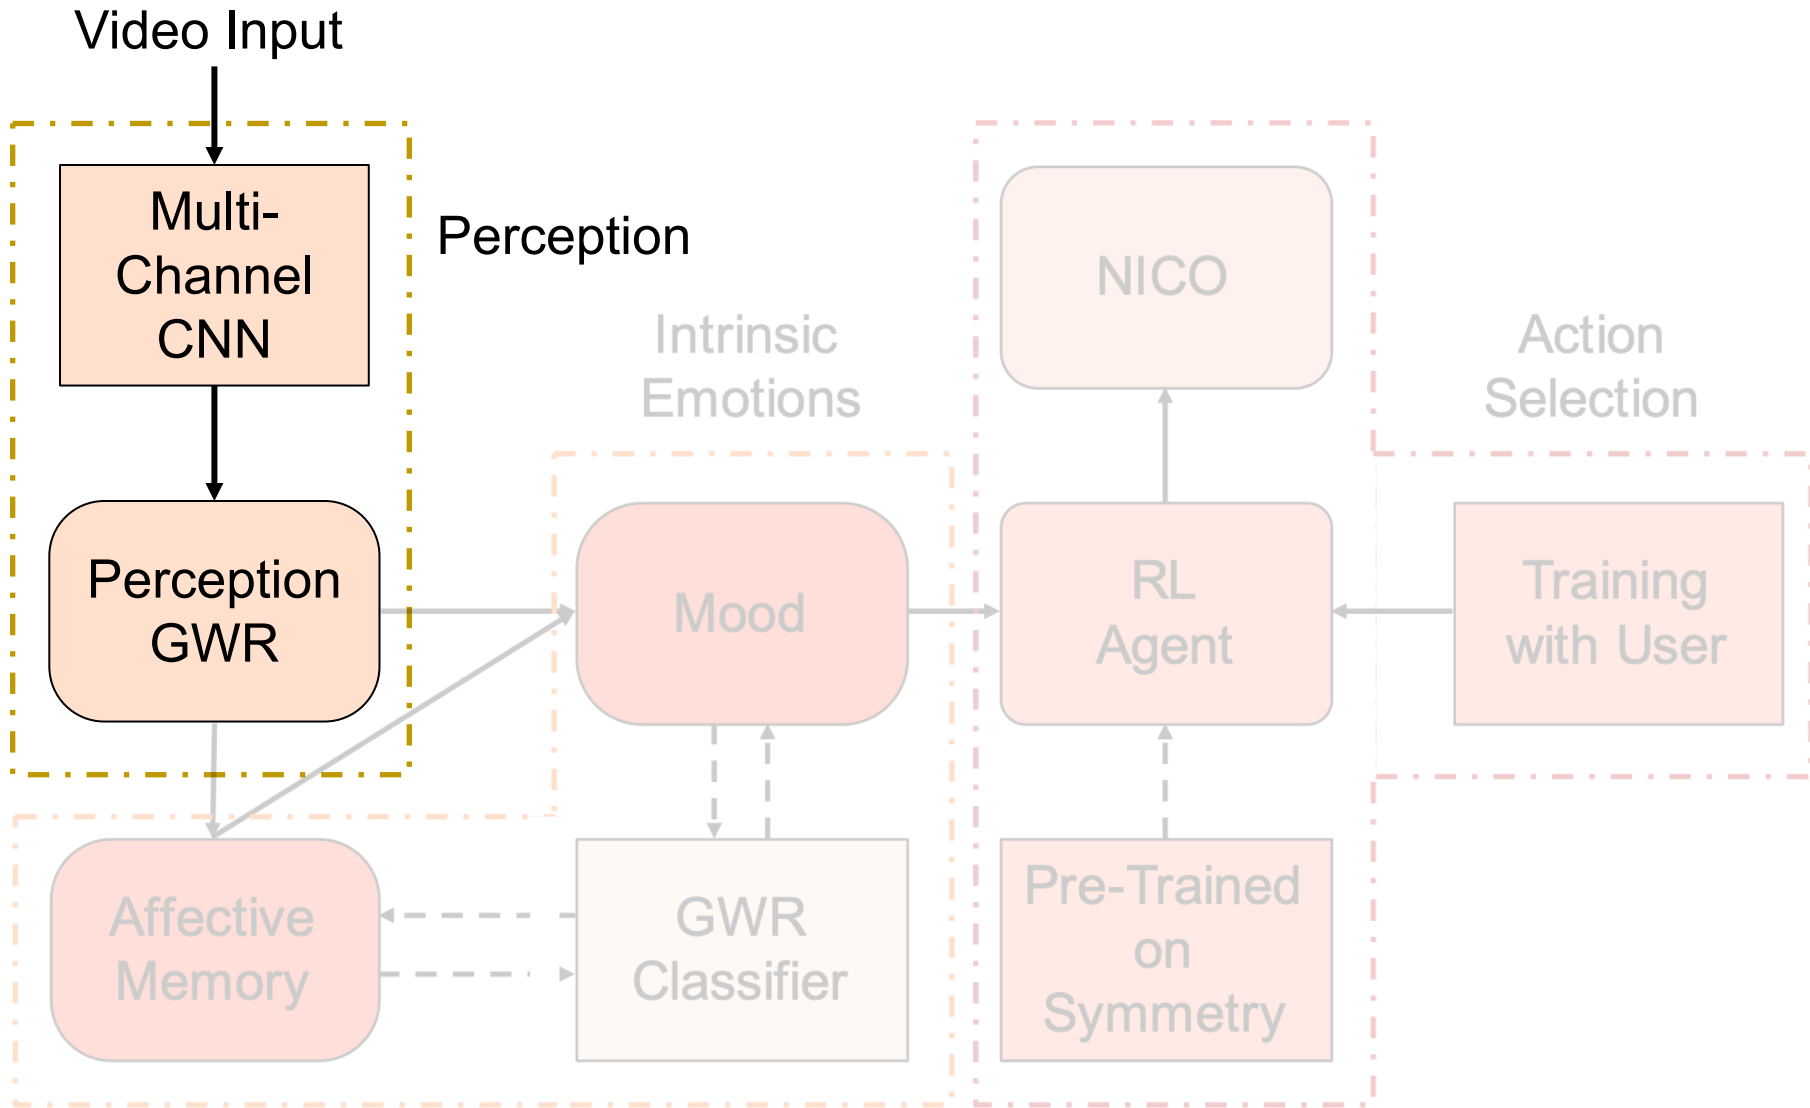 Video Input
Multi-
Channel
CNN
Perception
Perception
GWR
Intrinsic
Emotions
Mood
Affective
Memory
GWR
Classifier
NICO
RL
Agent
Pre-Trained
on
Symmetry
Action
Selection
Training
with User